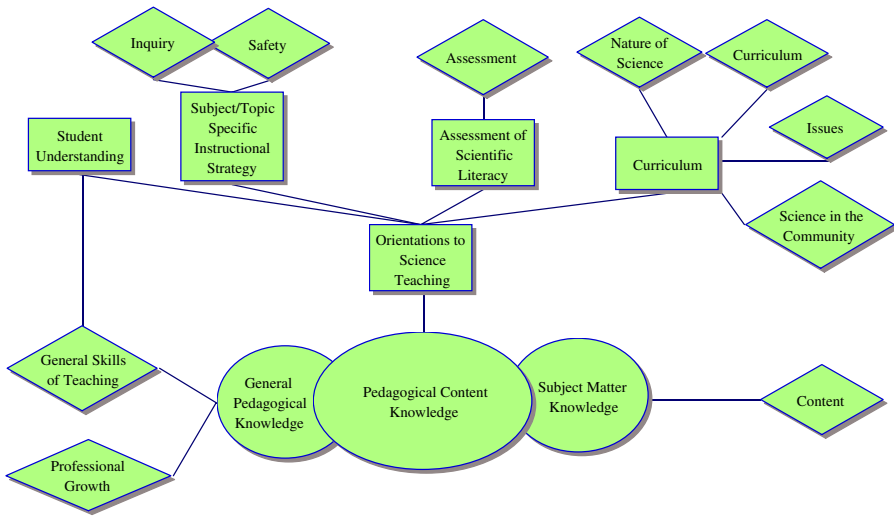 Inquiry
Safety
Assessment
Nature of
Science
Curriculum
Issues
Science in the
Community
Student
Understanding
Subject/Topic
Specific
Instructional
Strategy
Assessment of
Scientific
Literacy
Curriculum
Orientations to
Science
Teaching
General Skills
of Teaching
General
Pedagogical
Knowledge
Pedagogical Content
Knowledge
Subject Matter
Knowledge
Content
Professional
Growth